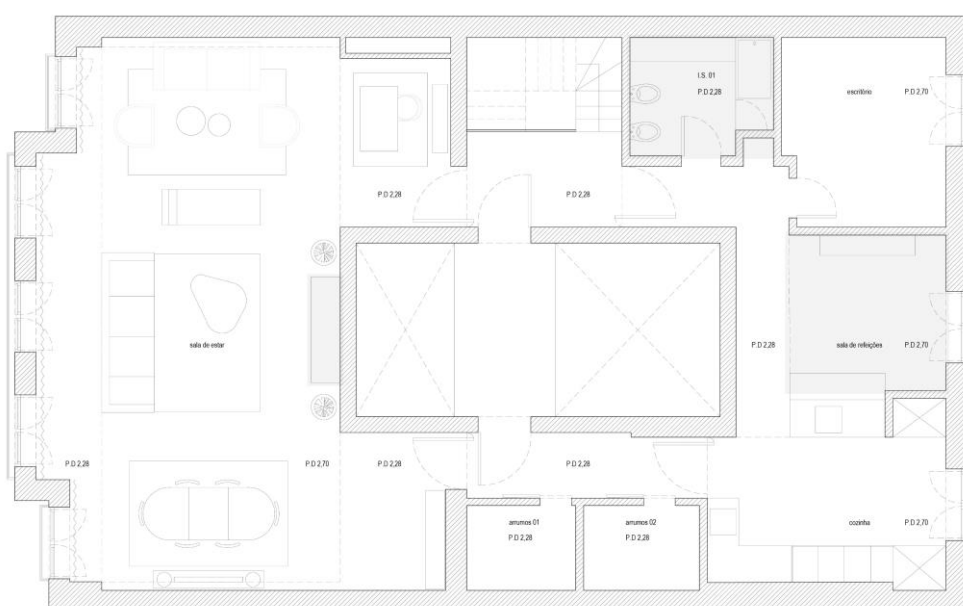 I.S. 01
P.D 2,28
escritório P.D 2,70
P.D 2,28
P.D 2,28
sala de estar
P.D 2,28
sala de refeições P.D 2,70
P.D 2,28
P.D 2,70
P.D 2,28
P.D 2,28
arrumos 01
P.D 2,28
arrumos 02
P.D 2,28
cozinha P.D 2,70